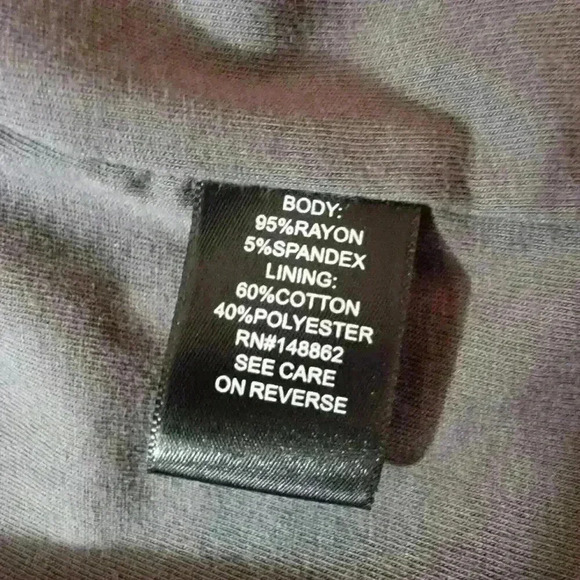 BODY:
95%RAYON
5%SPANDEX
LINING:
60%COTTON
40%POLYESTER
RN#148862
SEE CARE
ON REVERSE